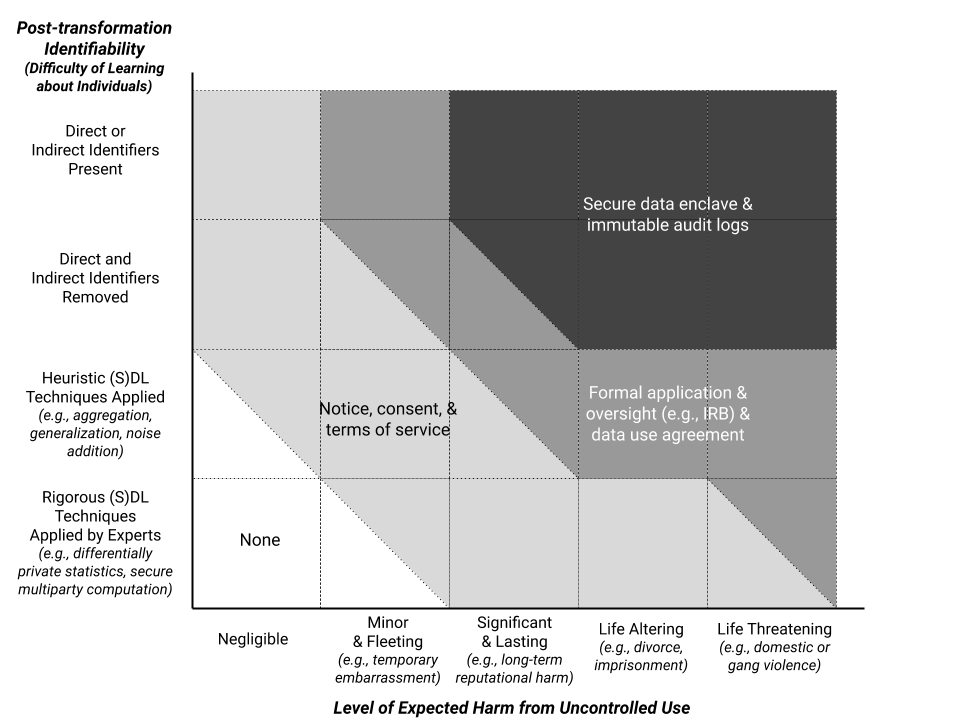 Post-transformation
Identifiability
(Difficulty of Learning
about Individuals)
Direct or
Indirect Identifiers
Present
Secure data enclave &
immutable audit logs
Direct and
Indirect Identifiers
Removed
Heuristic (S)DL
Techniques Applied
(e.g., aggregation,
generalization, noise
addition)
Notice, consent, &
terms of service
Formal application &
oversight (e.g., IRB) &
data use agreement
Rigorous (S)DL
Techniques
Applied by Experts
(e.g., differentially
private statistics, secure
multiparty computation)
None
Negligible
Minor
& Fleeting
(e.g., temporary
embarrassment)
Significant
& Lasting
(e.g., long-term
reputational harm)
Life Altering
(e.g., divorce,
imprisonment)
Life Threatening
(e.g., domestic or
gang violence)
Level of Expected Harm from Uncontrolled Use